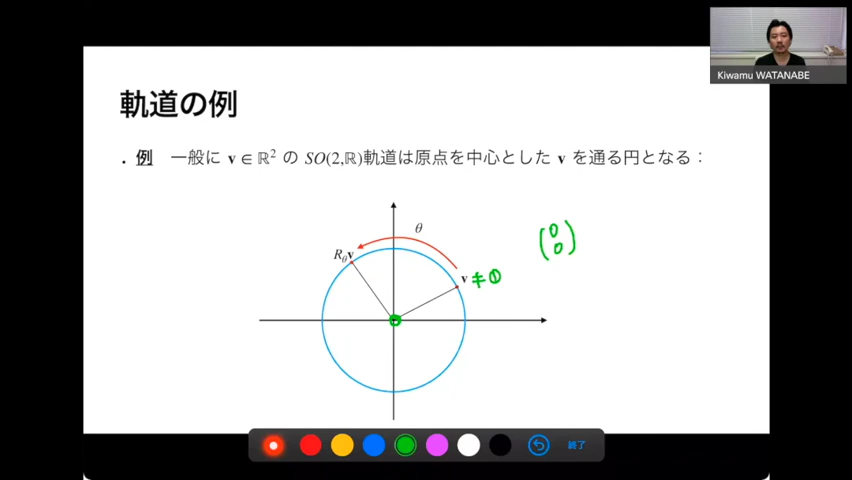 Kiwamu WATANABE
軌道の例
. 例 一般に v ∈ ℝ² の SO(2,ℝ)軌道は原点を中心とした v を通る円となる：
θ
(0
0)
R_θv
v ≠ 0
終了